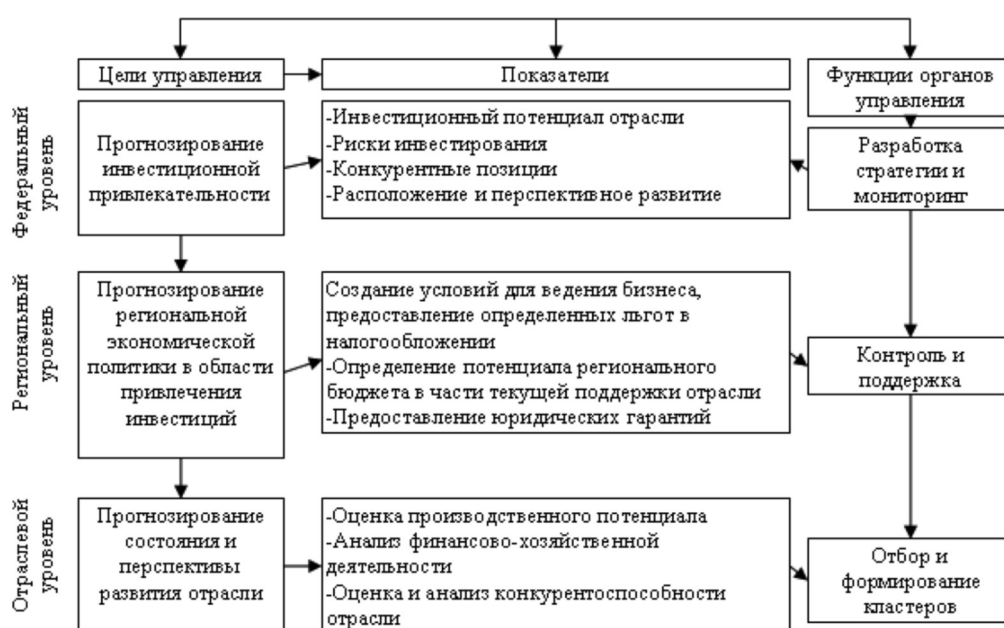 Цели управления
Показатели
Функции органов
управления
Федеральный
уровень
Прогнозирование
инвестиционной
привлекательности
-Инвестиционный потенциал отрасли
-Риски инвестирования
-Конкурентные позиции
-Расположение и перспективное развитие
Разработка
стратегии и
мониторинг
Региональный
уровень
Прогнозирование
региональной
экономической
политики в области
привлечения
инвестиций
Создание условий для ведения бизнеса,
предоставление определенных льгот в
налогообложении
-Определение потенциала регионального
бюджета в части текущей поддержки отрасли
-Предоставление юридических гарантий
Контроль и
поддержка
Отраслевой
уровень
Прогнозирование
состояния и
перспективы
развития отрасли
-Оценка производственного потенциала
-Анализ финансово-хозяйственной
деятельности
-Оценка и анализ конкурентоспособности
отрасли
Отбор и
формирование
кластеров